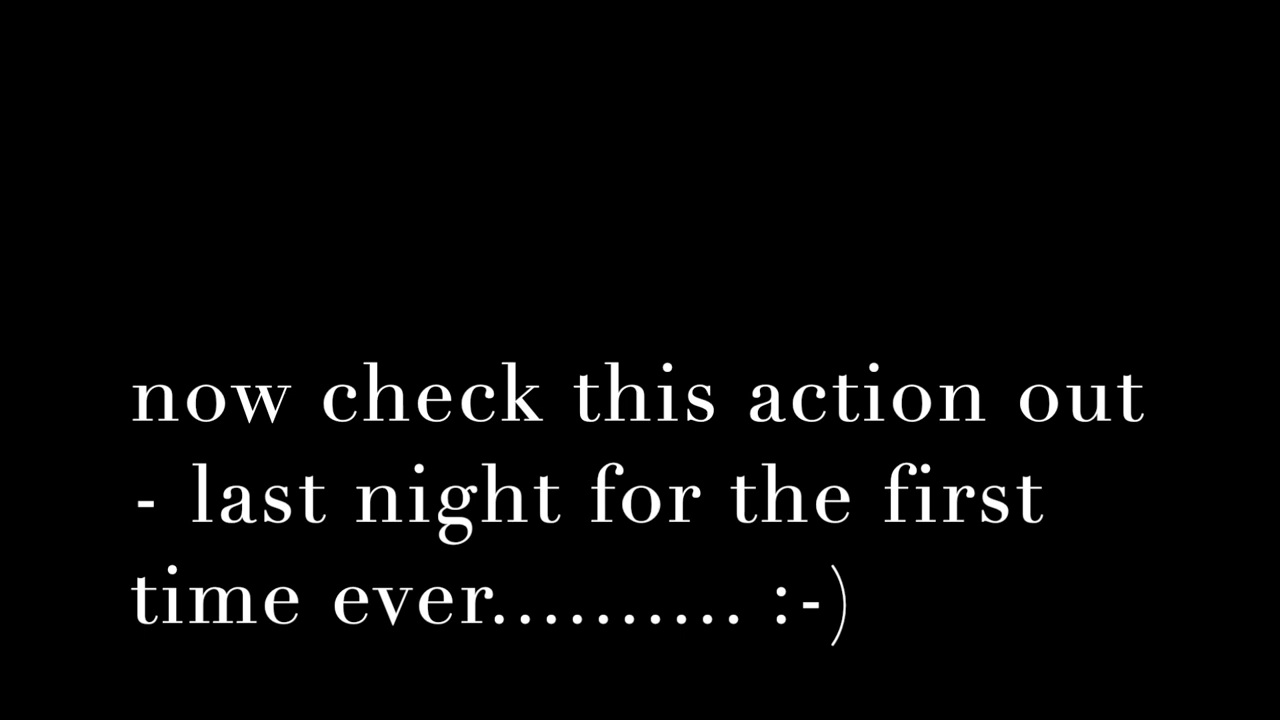 now check this action out
- last night for the first
time ever.......... :-)